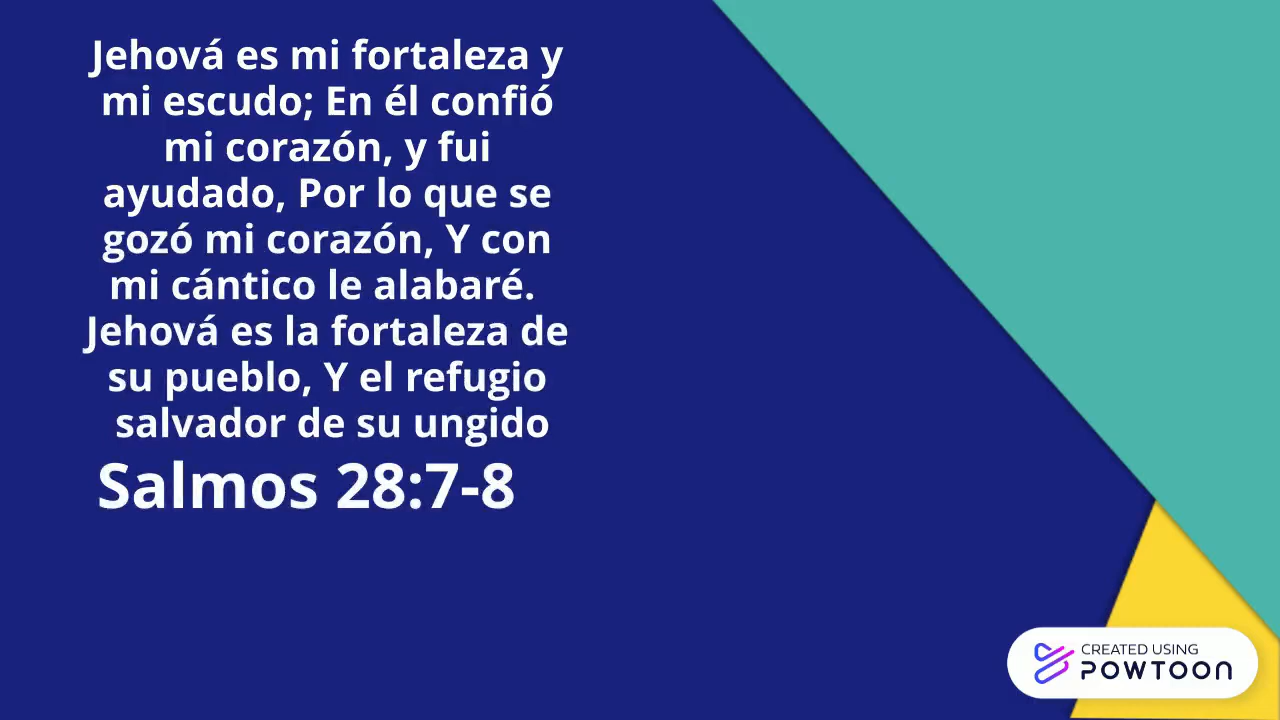 Jehová es mi fortaleza y
mi escudo; En él confió
mi corazón, y fui
ayudado, Por lo que se
gozó mi corazón, Y con
mi cántico le alabaré.
Jehová es la fortaleza de
su pueblo, Y el refugio
salvador de su ungido
Salmos 28:7-8
CREATED USING
POWTOON